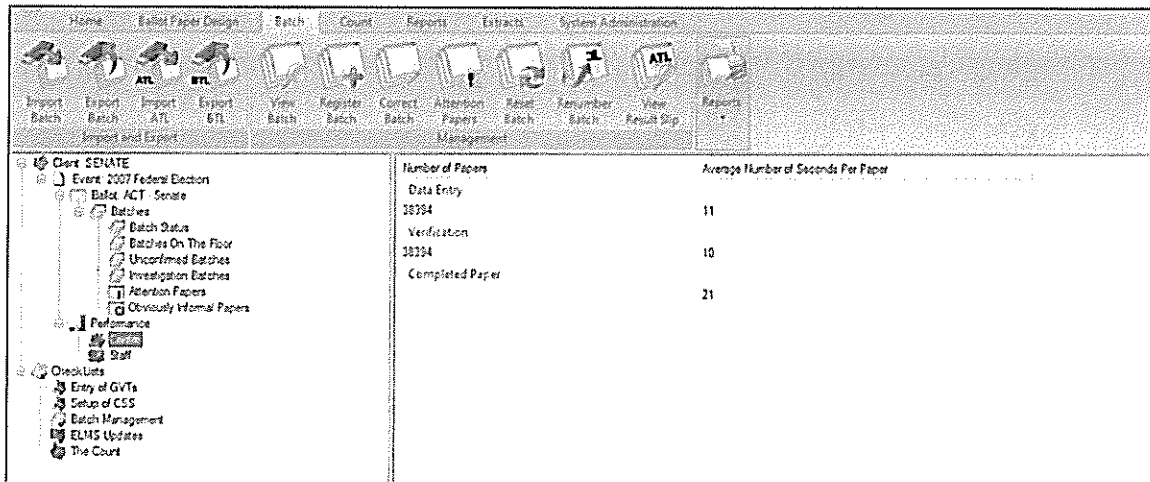 Home Ballot Paper Design Batch Count Reports Extracts System Administration
ATL BTL ATL
Import Batch Export Batch Import ATL Export BTL View Batch Register Batch Correct Batch Attention Papers Reset Batch Renumber Batch View Result Slip Reports
Import and Export Management
Client: SENATE
Event: 2007 Federal Election
Ballot: ACT - Senate
Batches
Batch Status
Batches On The Floor
Unconfirmed Batches
Investigation Batches
Attention Papers
Obviously Informal Papers
Performance
Staff
CheckLists
Entry of GVTs
Setup of CSS
Batch Management
ELMS Updates
The Count
Number of Papers Average Number of Seconds Per Paper
Data Entry
38394 11
Verification
38394 10
Completed Paper
21